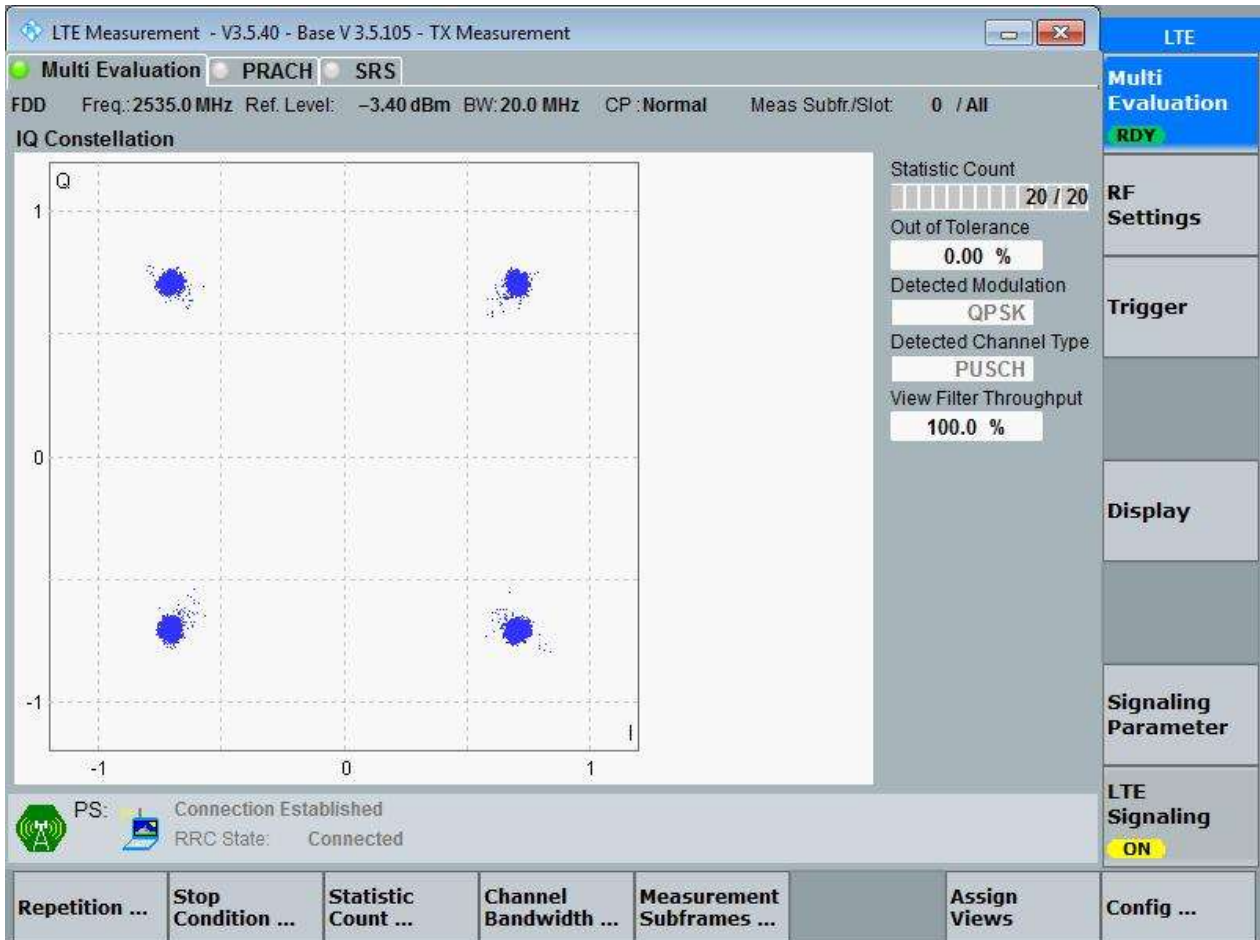 LTE Measurement - V3.5.40 - Base V 3.5.105 - TX Measurement
LTE
Multi Evaluation PRACH SRS
Multi
Evaluation
RDY
FDD Freq.: 2535.0 MHz Ref. Level: -3.40 dBm BW: 20.0 MHz CP : Normal Meas Subfr./Slot: 0 / All
IQ Constellation
Q
1
0
-1
I
-1 0 1
Statistic Count
20 / 20
Out of Tolerance
0.00 %
Detected Modulation
QPSK
Detected Channel Type
PUSCH
View Filter Throughput
100.0 %
RF
Settings
Trigger
Display
Signaling
Parameter
LTE
Signaling
ON
PS: Connection Established
RRC State: Connected
Repetition ...
Stop
Condition ...
Statistic
Count ...
Channel
Bandwidth ...
Measurement
Subframes ...
Assign
Views
Config ...